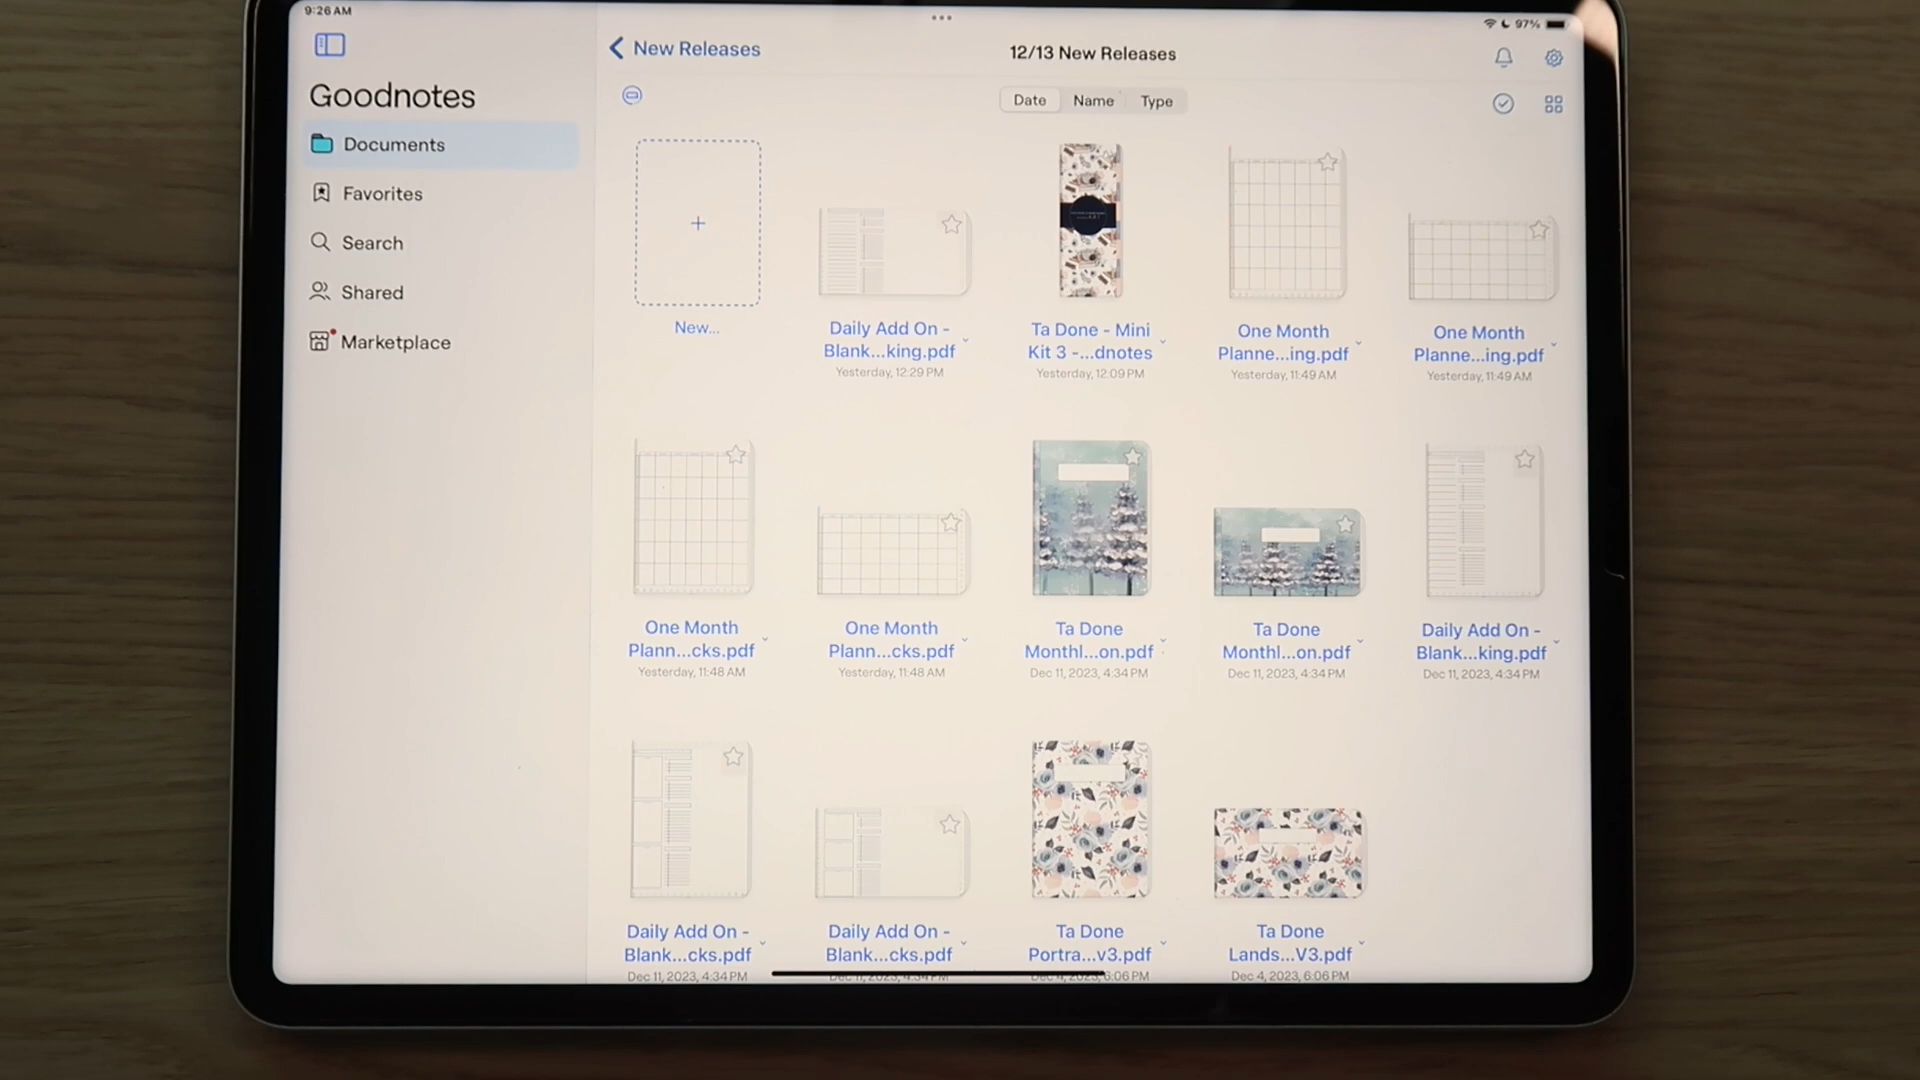 9:26 AM
97%
Goodnotes
Documents
Favorites
Search
Shared
Marketplace
New Releases
12/13 New Releases
Date Name Type
New...
Daily Add On -
Blank...king.pdf
Yesterday, 12:29 PM
Ta Done - Mini
Kit 3 -...dnotes
Yesterday, 12:09 PM
One Month
Planne...ing.pdf
Yesterday, 11:49 AM
One Month
Planne...ing.pdf
Yesterday, 11:49 AM
One Month
Plann...cks.pdf
Yesterday, 11:48 AM
One Month
Plann...cks.pdf
Yesterday, 11:48 AM
Ta Done
Monthl...on.pdf
Dec 11, 2023, 4:34 PM
Ta Done
Monthl...on.pdf
Dec 11, 2023, 4:34 PM
Daily Add On -
Blank...king.pdf
Dec 11, 2023, 4:34 PM
Daily Add On -
Blank...cks.pdf
Dec 11, 2023, 4:34 PM
Daily Add On -
Blank...cks.pdf
Dec 11, 2023, 4:34 PM
Ta Done
Portra...v3.pdf
Dec 4, 2023, 6:06 PM
Ta Done
Lands...V3.pdf
Dec 4, 2023, 6:06 PM